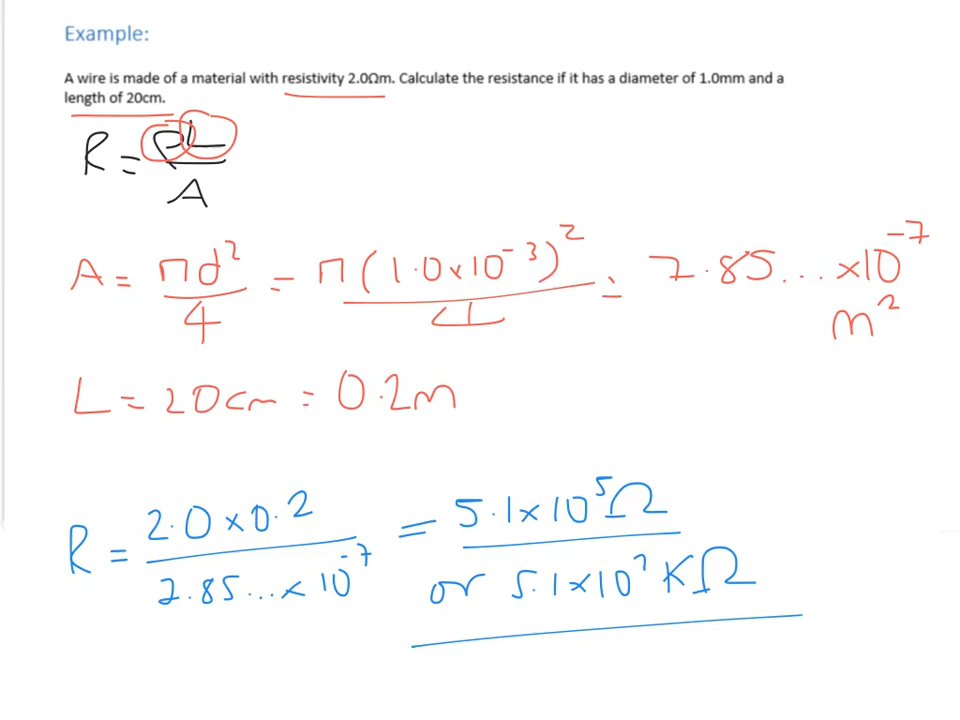 Example:
A wire is made of a material with resistivity 2.0Ωm. Calculate the resistance if it has a diameter of 1.0mm and a
length of 20cm.
R = ρL/A
A = πd²/4 = π(1.0×10⁻³)²/4 = 7.85...×10⁻⁷
m²
L = 20cm = 0.2m
R = 2.0×0.2/7.85...×10⁻⁷ = 5.1×10⁵Ω
or 5.1×10² KΩ